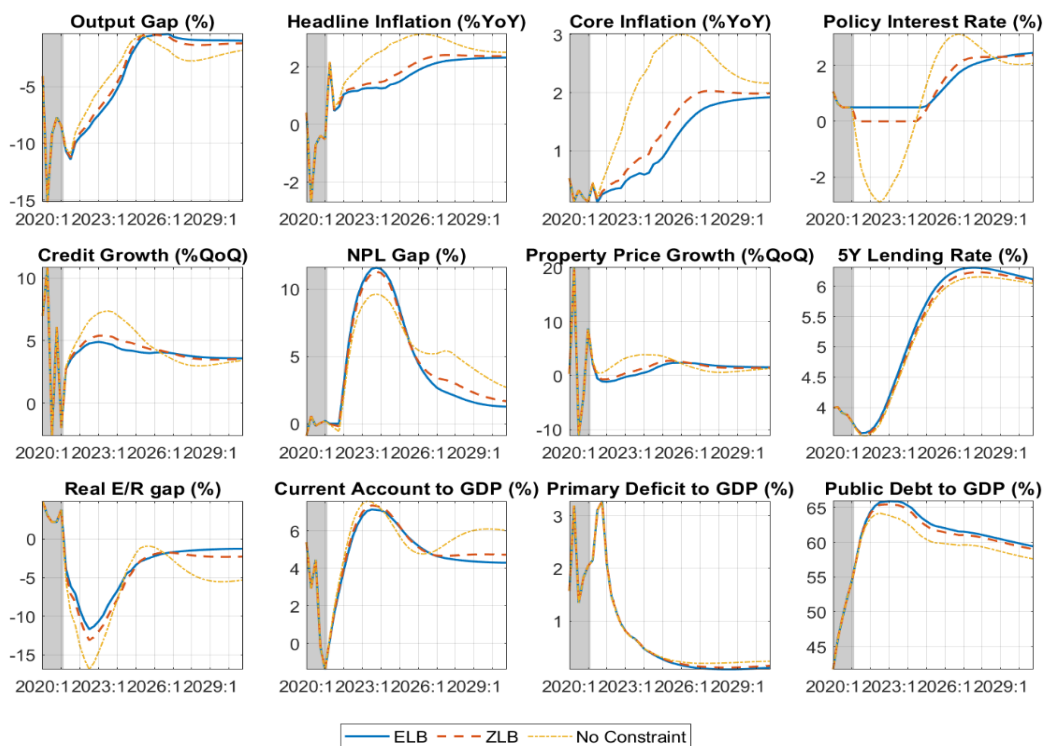 Output Gap (%) Headline Inflation (%YoY) Core Inflation (%YoY) Policy Interest Rate (%)
-5 -10 -15
2 0 -2
3 2 1
2 0 -2
2020:1 2023:1 2026:1 2029:1 2020:1 2023:1 2026:1 2029:1 2020:1 2023:1 2026:1 2029:1 2020:1 2023:1 2026:1 2029:1
Credit Growth (%QoQ) NPL Gap (%) Property Price Growth (%QoQ) 5Y Lending Rate (%)
10 5 0
10 5 0
20 10 0 -10
6 5.5 5 4.5 4
2020:1 2023:1 2026:1 2029:1 2020:1 2023:1 2026:1 2029:1 2020:1 2023:1 2026:1 2029:1 2020:1 2023:1 2026:1 2029:1
Real E/R gap (%) Current Account to GDP (%) Primary Deficit to GDP (%) Public Debt to GDP (%)
0 -5 -10 -15
6 4 2 0
3 2 1
65 60 55 50 45
2020:1 2023:1 2026:1 2029:1 2020:1 2023:1 2026:1 2029:1 2020:1 2023:1 2026:1 2029:1 2020:1 2023:1 2026:1 2029:1
ELB ZLB No Constraint